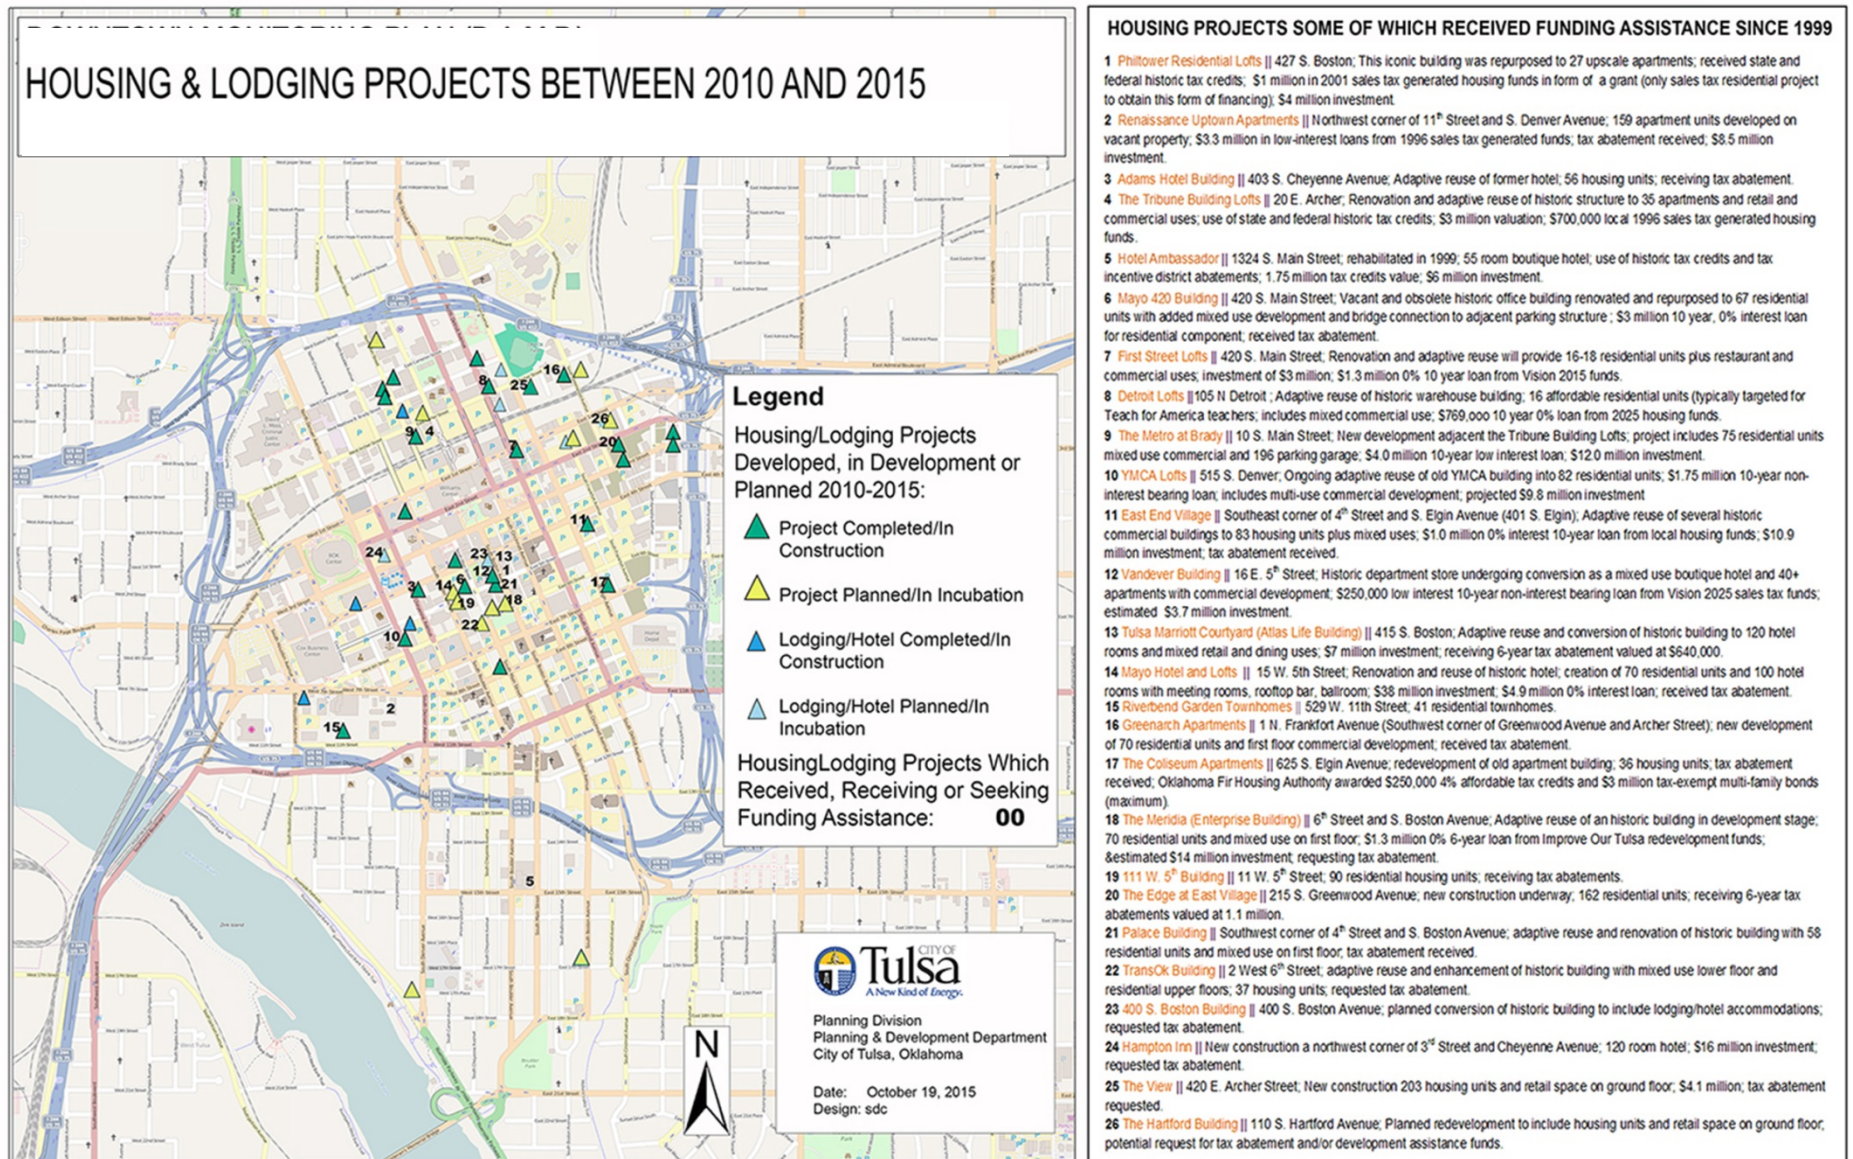 HOUSING & LODGING PROJECTS BETWEEN 2010 AND 2015
Legend
Housing/Lodging Projects
Developed, in Development or
Planned 2010-2015:
Project Completed/In
Construction
Project Planned/In Incubation
Lodging/Hotel Completed/In
Construction
Lodging/Hotel Planned/In
Incubation
HousingLodging Projects Which
Received, Receiving or Seeking
Funding Assistance: 00
16
8
25
26
9 4
7
20
11
24
23
13
12
1
3
14
6
21
17
19
18
22
10
2
15
5
CITY OF
Tulsa
A New Kind of Energy.
Planning Division
Planning & Development Department
City of Tulsa, Oklahoma
Date: October 19, 2015
Design: sdc
N
HOUSING PROJECTS SOME OF WHICH RECEIVED FUNDING ASSISTANCE SINCE 1999
1 Philtower Residential Lofts || 427 S. Boston; This iconic building was repurposed to 27 upscale apartments; received state and
federal historic tax credits; $1 million in 2001 sales tax generated housing funds in form of a grant (only sales tax residential project
to obtain this form of financing); $4 million investment.
2 Renaissance Uptown Apartments || Northwest corner of 11th Street and S. Denver Avenue; 159 apartment units developed on
vacant property; $3.3 million in low-interest loans from 1996 sales tax generated funds; tax abatement received; $8.5 million
investment.
3 Adams Hotel Building || 403 S. Cheyenne Avenue; Adaptive reuse of former hotel; 56 housing units; receiving tax abatement.
4 The Tribune Building Lofts || 20 E. Archer; Renovation and adaptive reuse of historic structure to 35 apartments and retail and
commercial uses; use of state and federal historic tax credits; $3 million valuation; $700,000 local 1996 sales tax generated housing
funds.
5 Hotel Ambassador || 1324 S. Main Street; rehabilitated in 1999; 55 room boutique hotel; use of historic tax credits and tax
incentive district abatements; 1.75 million tax credits value; $6 million investment.
6 Mayo 420 Building || 420 S. Main Street; Vacant and obsolete historic office building renovated and repurposed to 67 residential
units with added mixed use development and bridge connection to adjacent parking structure ; $3 million 10 year, 0% interest loan
for residential component; received tax abatement.
7 First Street Lofts || 420 S. Main Street; Renovation and adaptive reuse will provide 16-18 residential units plus restaurant and
commercial uses; investment of $3 million; $1.3 million 0% 10 year loan from Vision 2015 funds.
8 Detroit Lofts ||105 N Detroit ; Adaptive reuse of historic warehouse building; 16 affordable residential units (typically targeted for
Teach for America teachers; includes mixed commercial use; $769,000 10 year 0% loan from 2025 housing funds.
9 The Metro at Brady || 10 S. Main Street; New development adjacent the Tribune Building Lofts; project includes 75 residential units
mixed use commercial and 196 parking garage; $4.0 million 10-year low interest loan; $12.0 million investment.
10 YMCA Lofts || 515 S. Denver; Ongoing adaptive reuse of old YMCA building into 82 residential units; $1.75 million 10-year non-
interest bearing loan; includes multi-use commercial development; projected $9.8 million investment
11 East End Village || Southeast corner of 4th Street and S. Elgin Avenue (401 S. Elgin); Adaptive reuse of several historic
commercial buildings to 83 housing units plus mixed uses; $1.0 million 0% interest 10-year loan from local housing funds; $10.9
million investment; tax abatement received.
12 Vandever Building || 16 E. 5th Street; Historic department store undergoing conversion as a mixed use boutique hotel and 40+
apartments with commercial development; $250,000 low interest 10-year non-interest bearing loan from Vision 2025 sales tax funds;
estimated $3.7 million investment.
13 Tulsa Marriott Courtyard (Atlas Life Building) || 415 S. Boston; Adaptive reuse and conversion of historic building to 120 hotel
rooms and mixed retail and dining uses; $7 million investment; receiving 6-year tax abatement valued at $640,000.
14 Mayo Hotel and Lofts || 15 W. 5th Street; Renovation and reuse of historic hotel; creation of 70 residential units and 100 hotel
rooms with meeting rooms, rooftop bar, ballroom; $38 million investment; $4.9 million 0% interest loan; received tax abatement.
15 Riverbend Garden Townhomes || 529 W. 11th Street; 41 residential townhomes.
16 Greenarch Apartments || 1 N. Frankfort Avenue (Southwest corner of Greenwood Avenue and Archer Street); new development
of 70 residential units and first floor commercial development; received tax abatement.
17 The Coliseum Apartments || 625 S. Elgin Avenue; redevelopment of old apartment building; 36 housing units; tax abatement
received; Oklahoma Fir Housing Authority awarded $250,000 4% affordable tax credits and $3 million tax-exempt multi-family bonds
(maximum).
18 The Meridia (Enterprise Building) || 6th Street and S. Boston Avenue; Adaptive reuse of an historic building in development stage;
70 residential units and mixed use on first floor; $1.3 million 0% 6-year loan from Improve Our Tulsa redevelopment funds;
&estimated $14 million investment; requesting tax abatement.
19 111 W. 5th Building || 11 W. 5th Street; 90 residential housing units; receiving tax abatements.
20 The Edge at East Village || 215 S. Greenwood Avenue; new construction underway; 162 residential units; receiving 6-year tax
abatements valued at 1.1 million.
21 Palace Building || Southwest corner of 4th Street and S. Boston Avenue; adaptive reuse and renovation of historic building with 58
residential units and mixed use on first floor; tax abatement received.
22 TransOk Building || 2 West 6th Street; adaptive reuse and enhancement of historic building with mixed use lower floor and
residential upper floors; 37 housing units; requested tax abatement.
23 400 S. Boston Building || 400 S. Boston Avenue; planned conversion of historic building to include lodging/hotel accommodations;
requested tax abatement.
24 Hampton Inn || New construction a northwest corner of 3rd Street and Cheyenne Avenue; 120 room hotel; $16 million investment;
requested tax abatement.
25 The View || 420 E. Archer Street; New construction 203 housing units and retail space on ground floor; $4.1 million; tax abatement
requested.
26 The Hartford Building || 110 S. Hartford Avenue; Planned redevelopment to include housing units and retail space on ground floor;
potential request for tax abatement and/or development assistance funds.